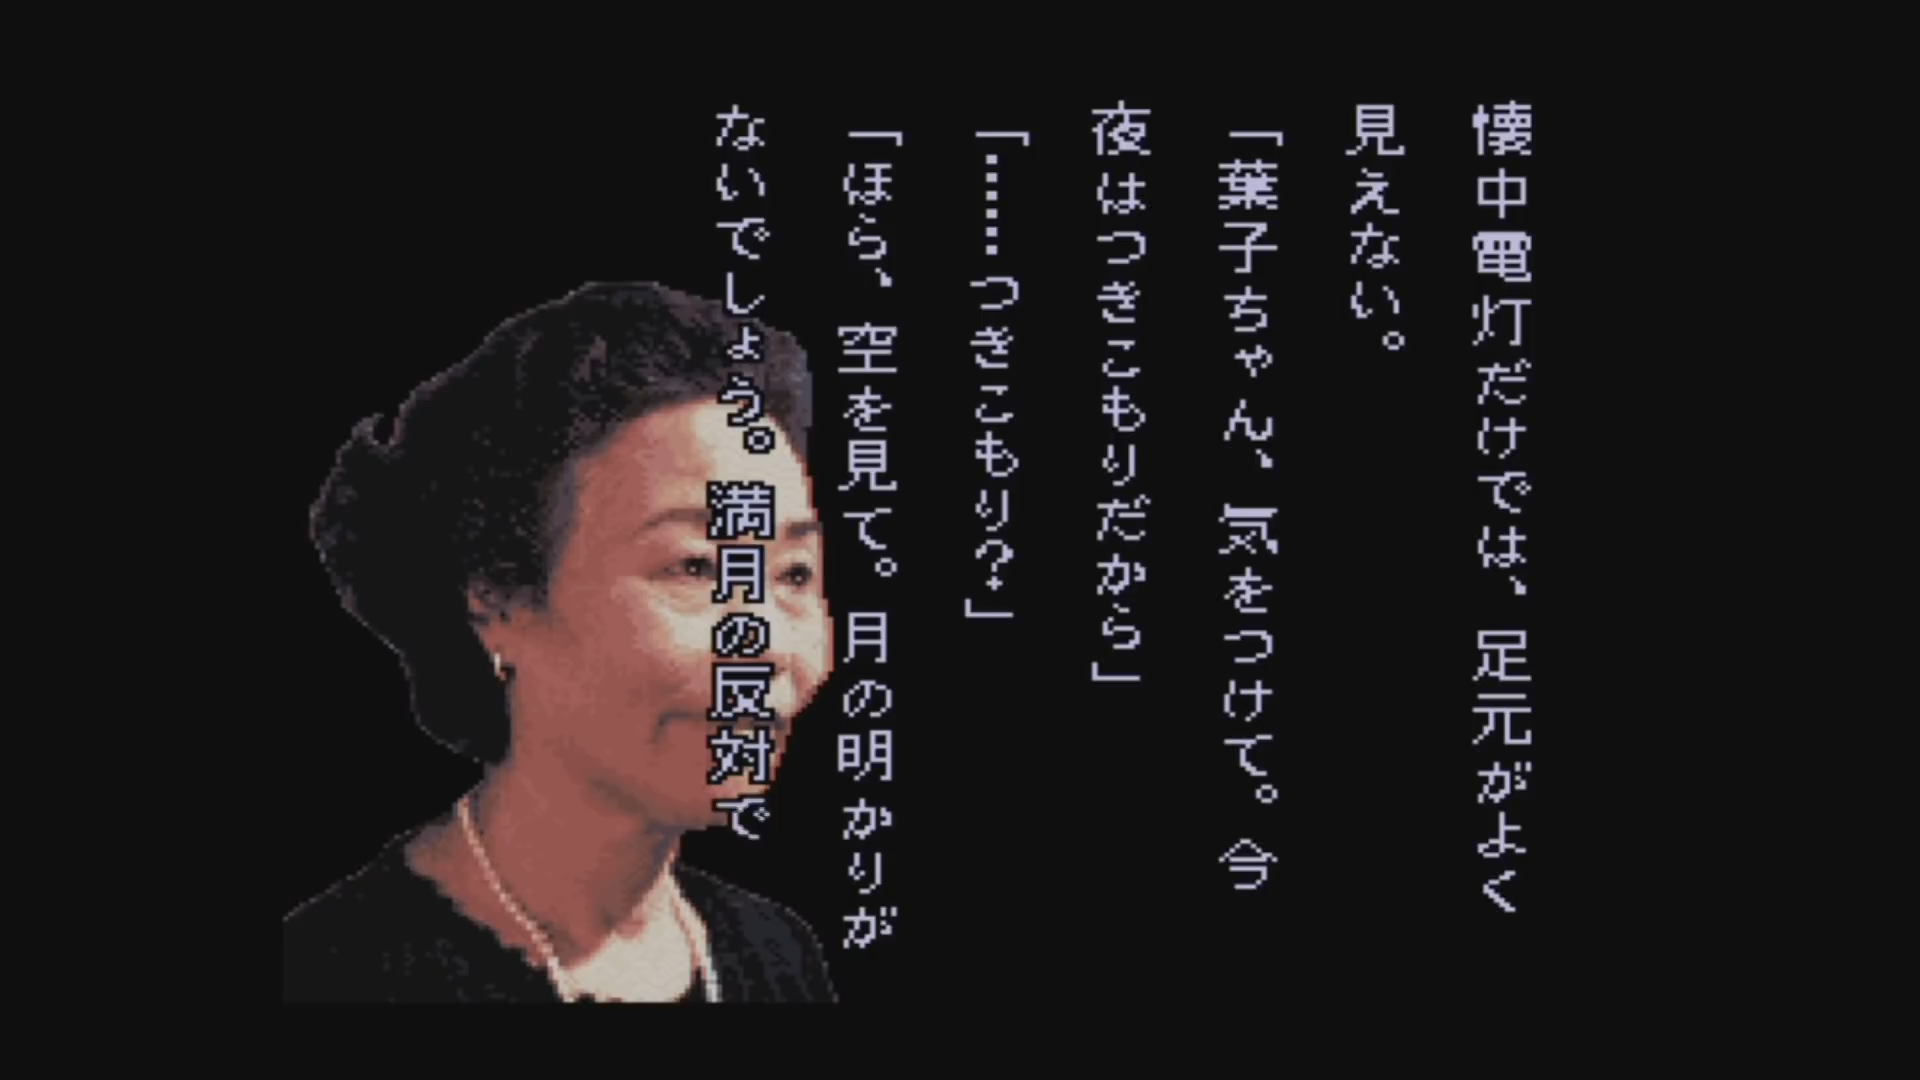 懐中電灯だけでは、足元がよく
見えない。
「葉子ちゃん、気をつけて。今
夜はつきこもりだから」
「……つきこもり？」
「ほら、空を見て。月の明かりが
ないでしょう。満月の反対で